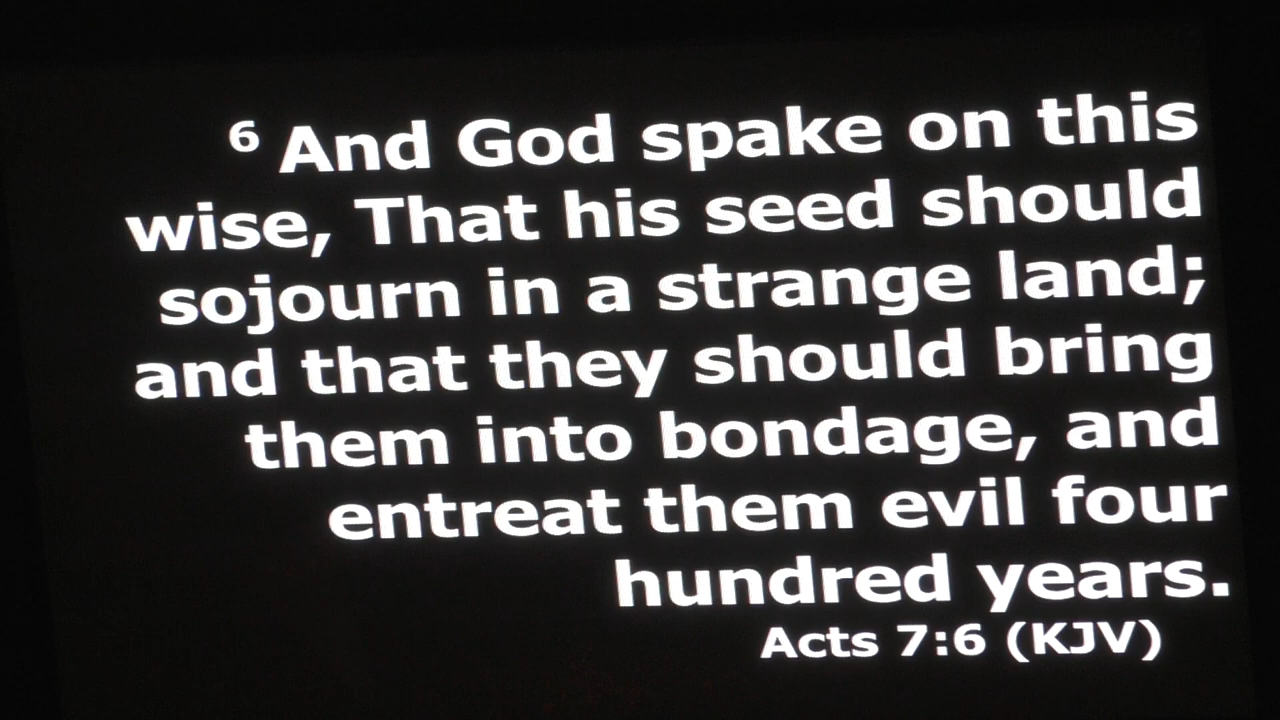 6 And God spake on this
wise, That his seed should
sojourn in a strange land;
and that they should bring
them into bondage, and
entreat them evil four
hundred years.
Acts 7:6 (KJV)